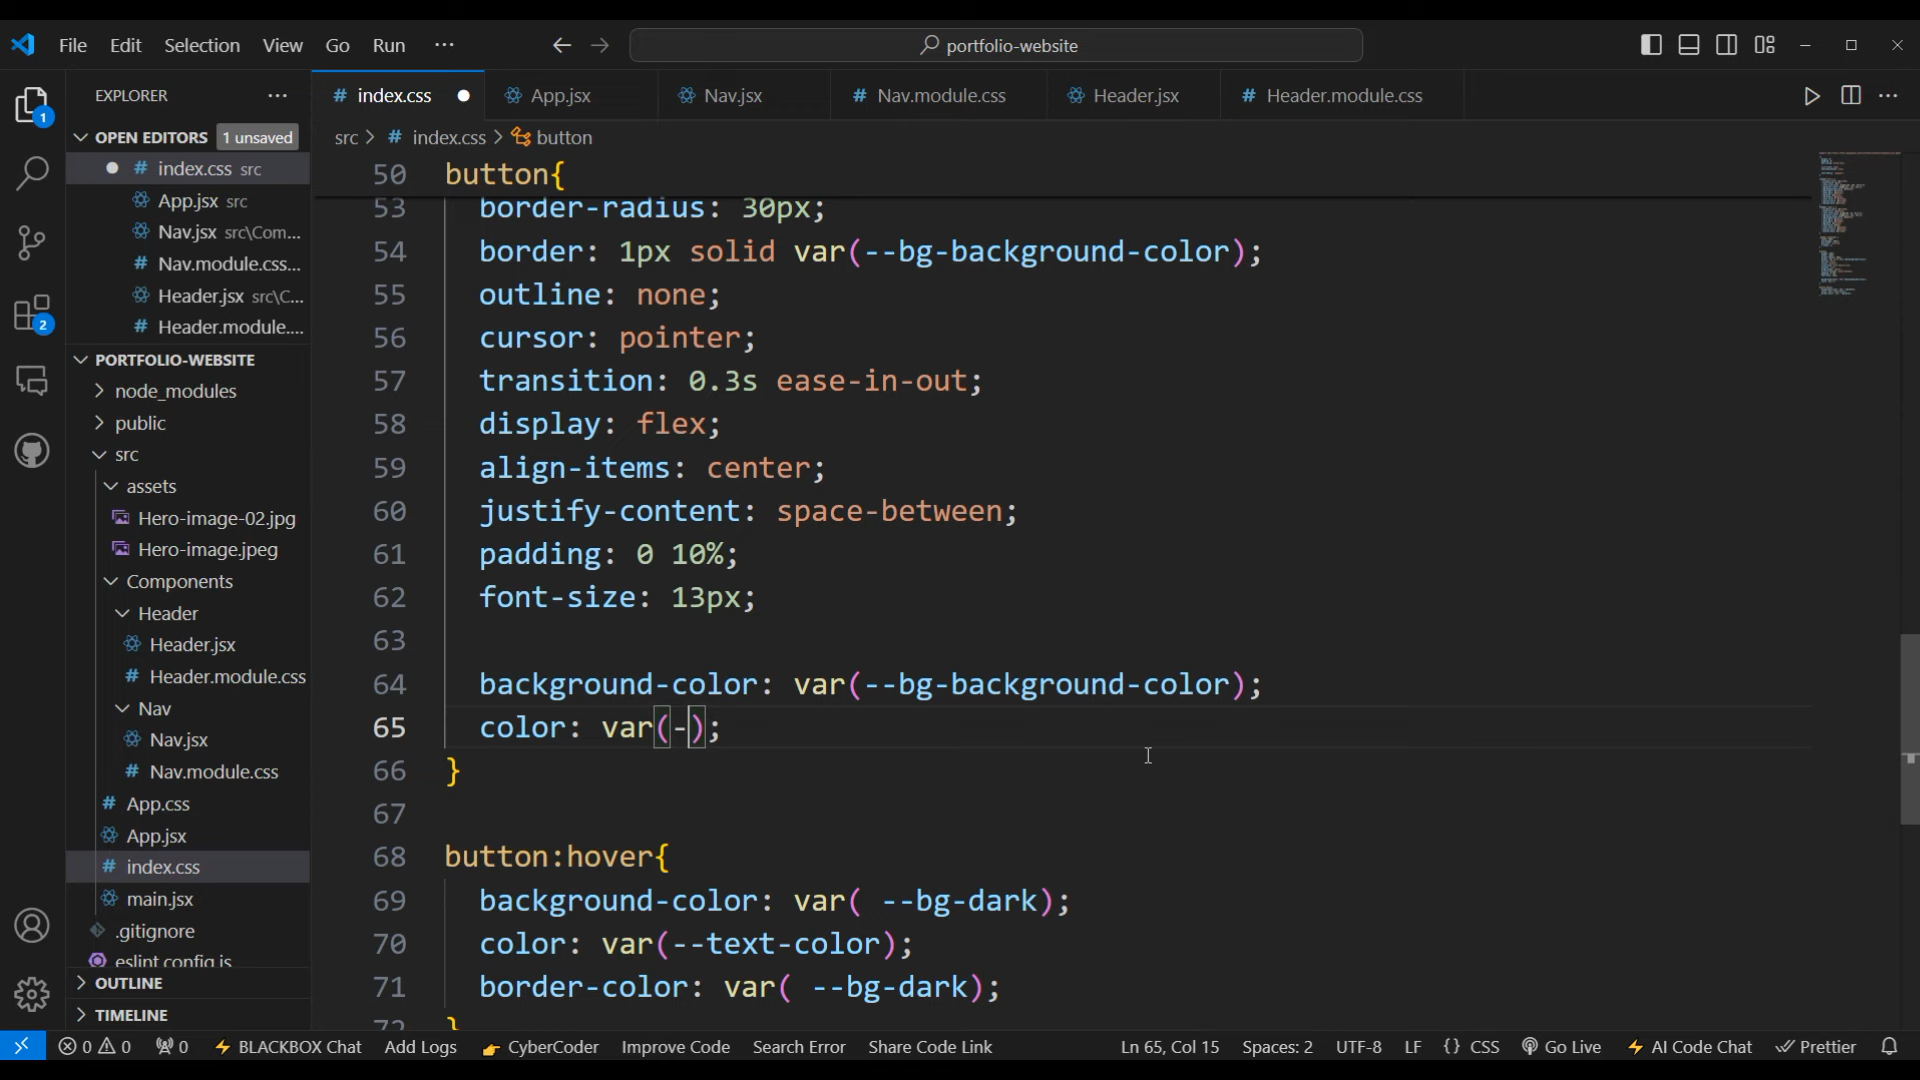 File Edit Selection View Go Run ··· portfolio-website
EXPLORER ···
OPEN EDITORS 1 unsaved
index.css src
App.jsx src
Nav.jsx src\Com...
Nav.module.css...
Header.jsx src\C...
Header.module....
PORTFOLIO-WEBSITE
node_modules
public
src
assets
Hero-image-02.jpg
Hero-image.jpeg
Components
Header
Header.jsx
Header.module.css
Nav
Nav.jsx
Nav.module.css
App.css
App.jsx
index.css
main.jsx
.gitignore
eslint.config.js
OUTLINE
TIMELINE
1
2
# index.css App.jsx Nav.jsx # Nav.module.css Header.jsx # Header.module.css
src > # index.css > button
50 button{
53 border-radius: 30px;
54 border: 1px solid var(--bg-background-color);
55 outline: none;
56 cursor: pointer;
57 transition: 0.3s ease-in-out;
58 display: flex;
59 align-items: center;
60 justify-content: space-between;
61 padding: 0 10%;
62 font-size: 13px;
63
64 background-color: var(--bg-background-color);
65 color: var(-);
66 }
67
68 button:hover{
69 background-color: var( --bg-dark);
70 color: var(--text-color);
71 border-color: var( --bg-dark);
72 }
0 0 0 BLACKBOX Chat Add Logs CyberCoder Improve Code Search Error Share Code Link Ln 65, Col 15 Spaces: 2 UTF-8 LF {} CSS Go Live AI Code Chat Prettier